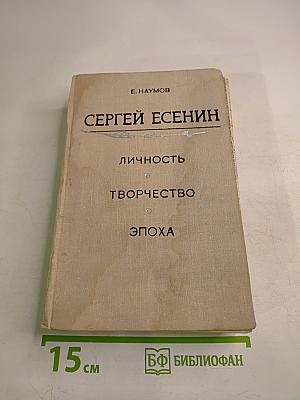 Е. НАУМОВ
СЕРГЕЙ ЕСЕНИН
ЛИЧНОСТЬ
ТВОРЧЕСТВО
ЭПОХА
15 см
БФ БИБЛИОФАН